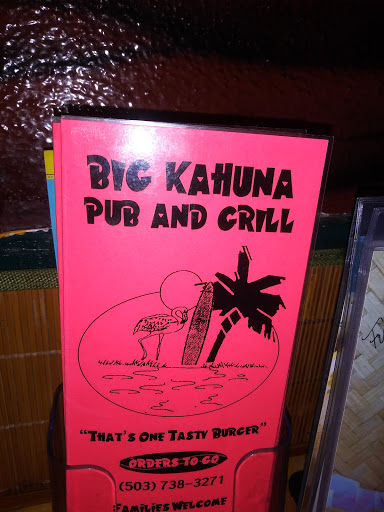 BIG KAHUNA
PUB AND GRILL
"THAT'S ONE TASTY BURGER"
ORDERS TO GO
(503) 738-3271
FAMILIES WELCOME